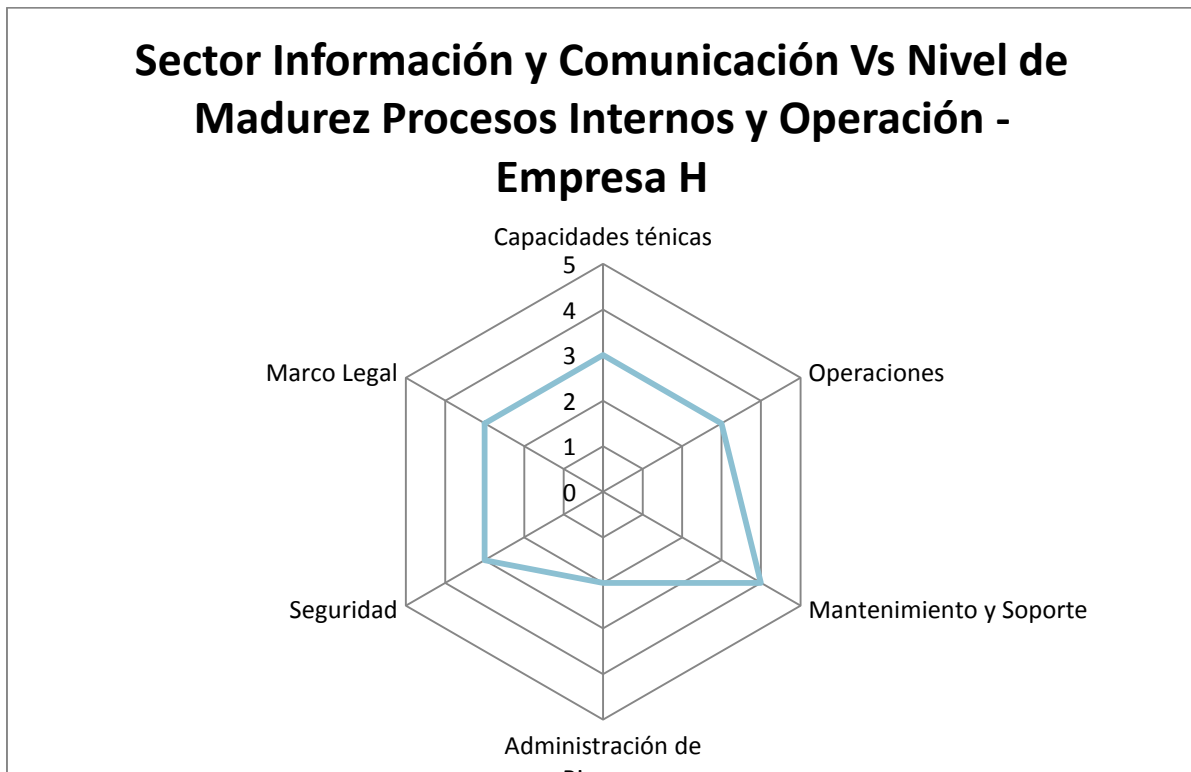 Sector Información y Comunicación Vs Nivel de
Madurez Procesos Internos y Operación -
Empresa H
Capacidades ténicas
5
4
3
2
1
0
Operaciones
Mantenimiento y Soporte
Administración de
Seguridad
Marco Legal